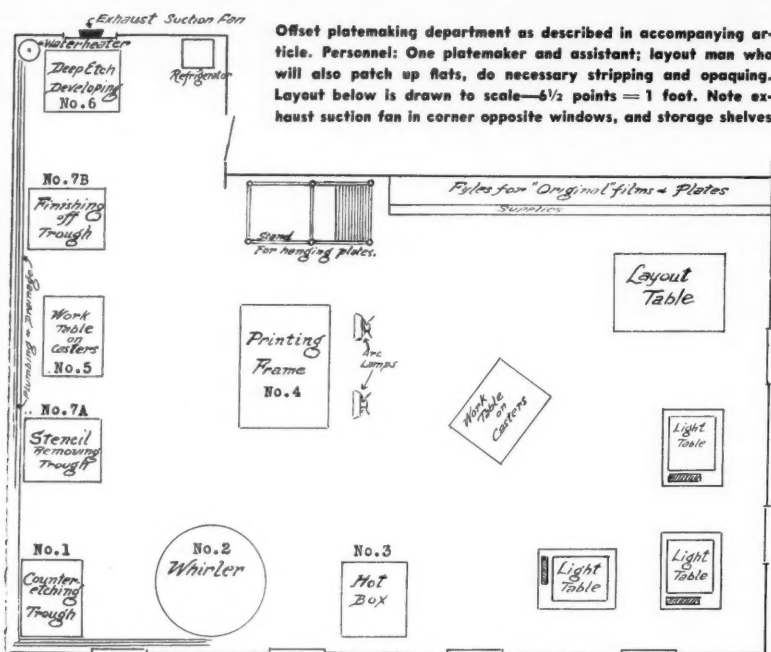 Exhaust Suction Fan
Offset platemaking department as described in accompanying ar-
ticle. Personnel: One platemaker and assistant; layout man who
will also patch up flats, do necessary stripping and opaquing.
Layout below is drawn to scale—6½ points = 1 foot. Note ex-
haust suction fan in corner opposite windows, and storage shelves
Waterheater
Deep Etch
Developing
No.6
Refrigerator
No.7B
Finishing
off
Trough
Stand
For hanging plates.
Fyles for "Original" films & Plates
Supplies
Layout
Table
Plumbing & Drainage
Work
Table
on
Casters
No.5
Printing
Frame
No.4
Arc
Lamps
Work
Table
on
Casters
No.7A
Stencil
Removing
Trough
Light
Table
No.1
Counter-
etching
Trough
No.2
Whirler
No.3
Hot
Box
Light
Table
Light
Table